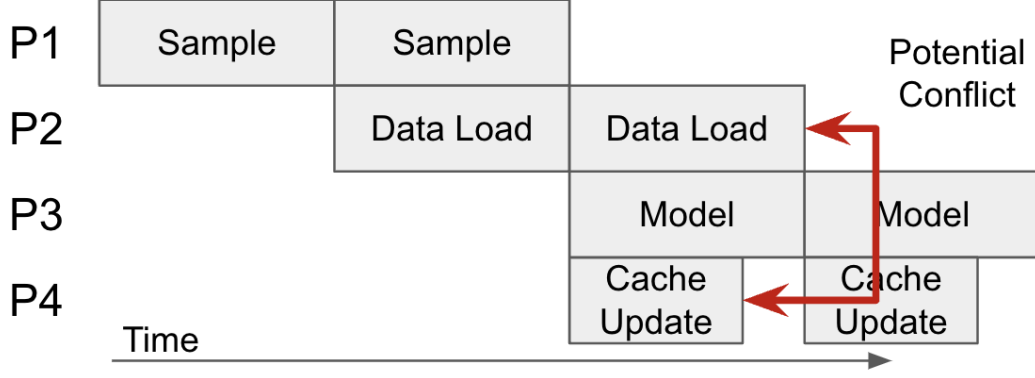 P1
Sample
Sample
Potential
Conflict
P2
Data Load
Data Load
P3
Model
Model
P4
Cache
Update
Cache
Update
Time